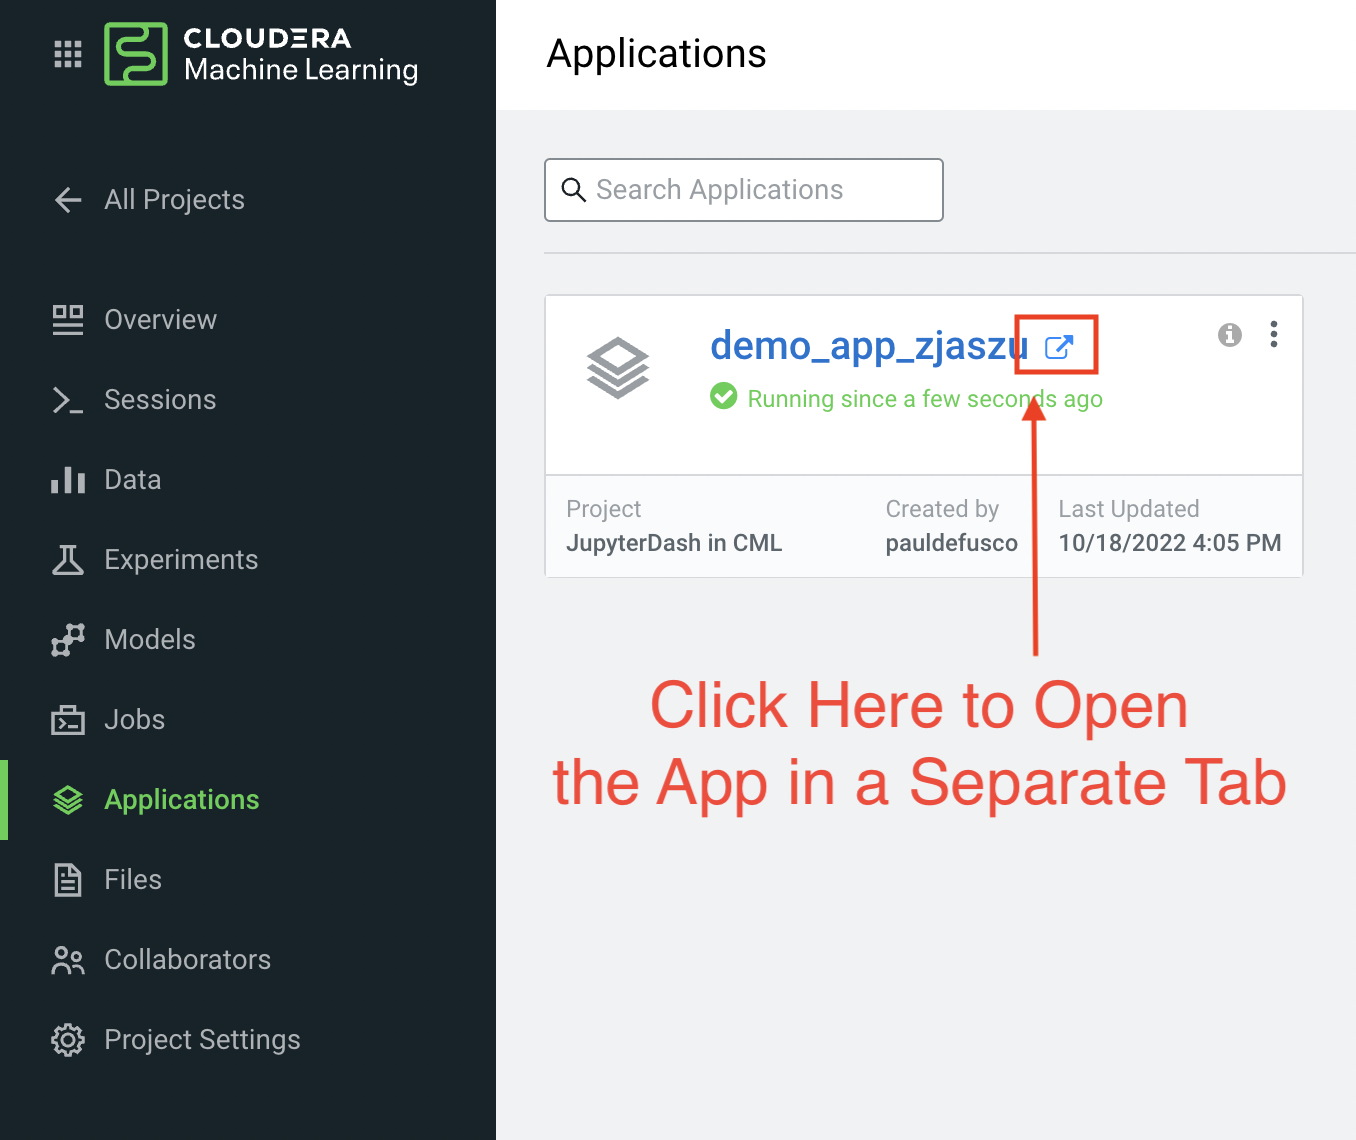 CLOUDERA
Machine Learning
All Projects
Overview
Sessions
Data
Experiments
Models
Jobs
Applications
Files
Collaborators
Project Settings
Applications
Search Applications
demo_app_zjaszu
Running since a few seconds ago
Project
JupyterDash in CML
Created by
pauldefusco
Last Updated
10/18/2022 4:05 PM
Click Here to Open
the App in a Separate Tab